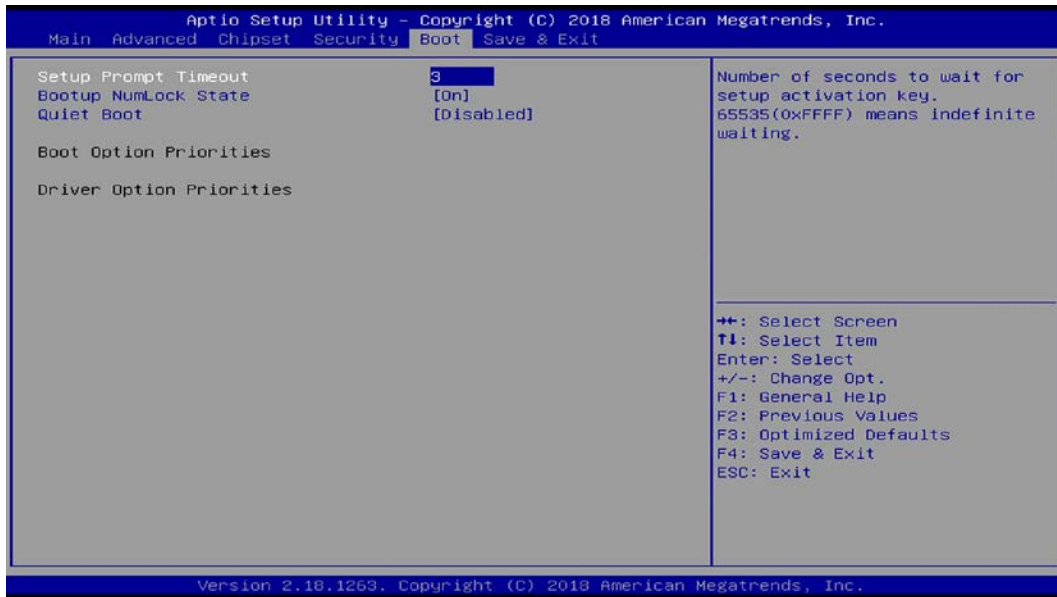 Aptio Setup Utility – Copyright (C) 2018 American Megatrends, Inc.
Main Advanced Chipset Security Boot Save & Exit
Setup Prompt Timeout 3
Bootup NumLock State [On]
Quiet Boot [Disabled]
Boot Option Priorities
Driver Option Priorities
Number of seconds to wait for
setup activation key.
65535(0xFFFF) means indefinite
waiting.
→←: Select Screen
↑↓: Select Item
Enter: Select
+/-: Change Opt.
F1: General Help
F2: Previous Values
F3: Optimized Defaults
F4: Save & Exit
ESC: Exit
Version 2.18.1263. Copyright (C) 2018 American Megatrends, Inc.